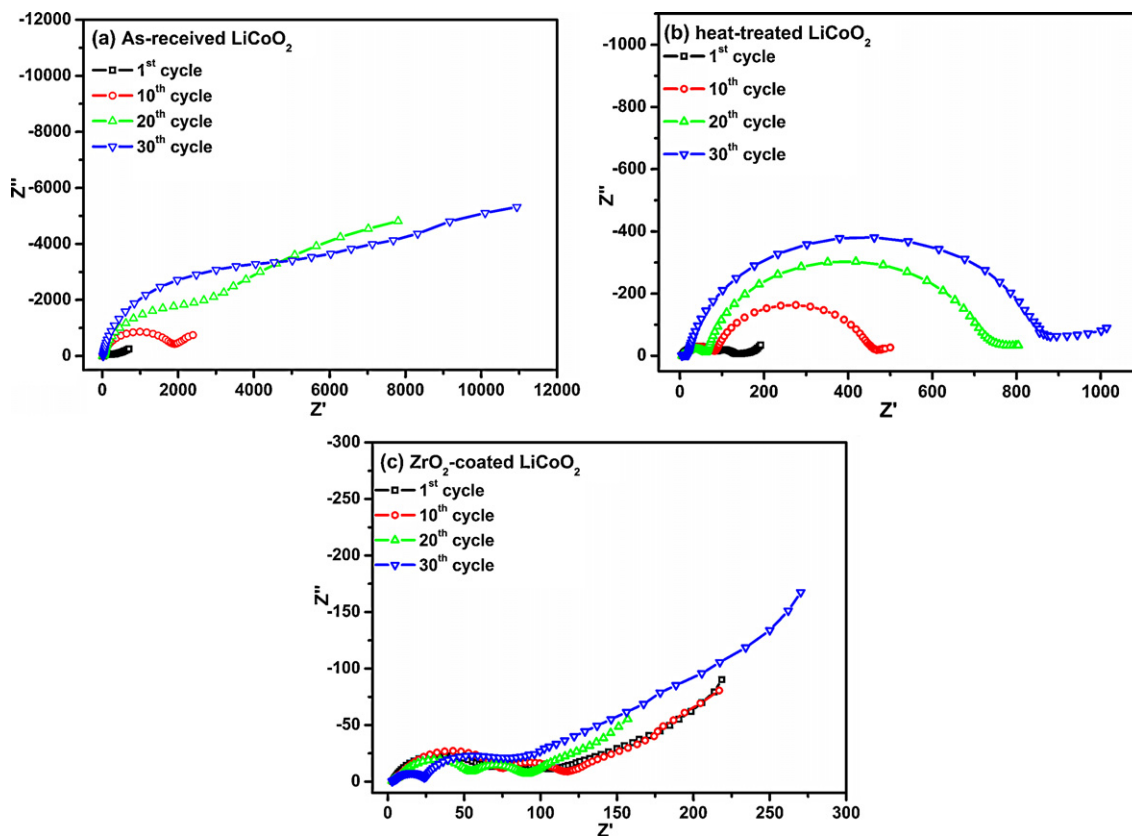 (a) As-received LiCoO₂
1ˢᵗ cycle
10ᵗʰ cycle
20ᵗʰ cycle
30ᵗʰ cycle
-12000
-10000
-8000
-6000
-4000
-2000
0
Z''
0 2000 4000 6000 8000 10000 12000
Z'
(b) heat-treated LiCoO₂
1ˢᵗ cycle
10ᵗʰ cycle
20ᵗʰ cycle
30ᵗʰ cycle
-1000
-800
-600
-400
-200
0
Z''
0 200 400 600 800 1000
Z'
(c) ZrO₂-coated LiCoO₂
1ˢᵗ cycle
10ᵗʰ cycle
20ᵗʰ cycle
30ᵗʰ cycle
-300
-250
-200
-150
-100
-50
0
Z''
0 50 100 150 200 250 300
Z'